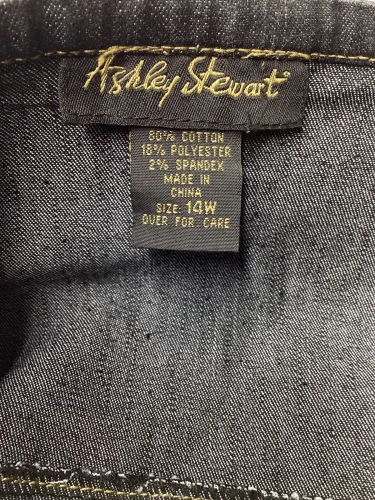 Ashley Stewart®
80% COTTON
18% POLYESTER
2% SPANDEX
MADE IN
CHINA
SIZE: 14W
OVER FOR CARE